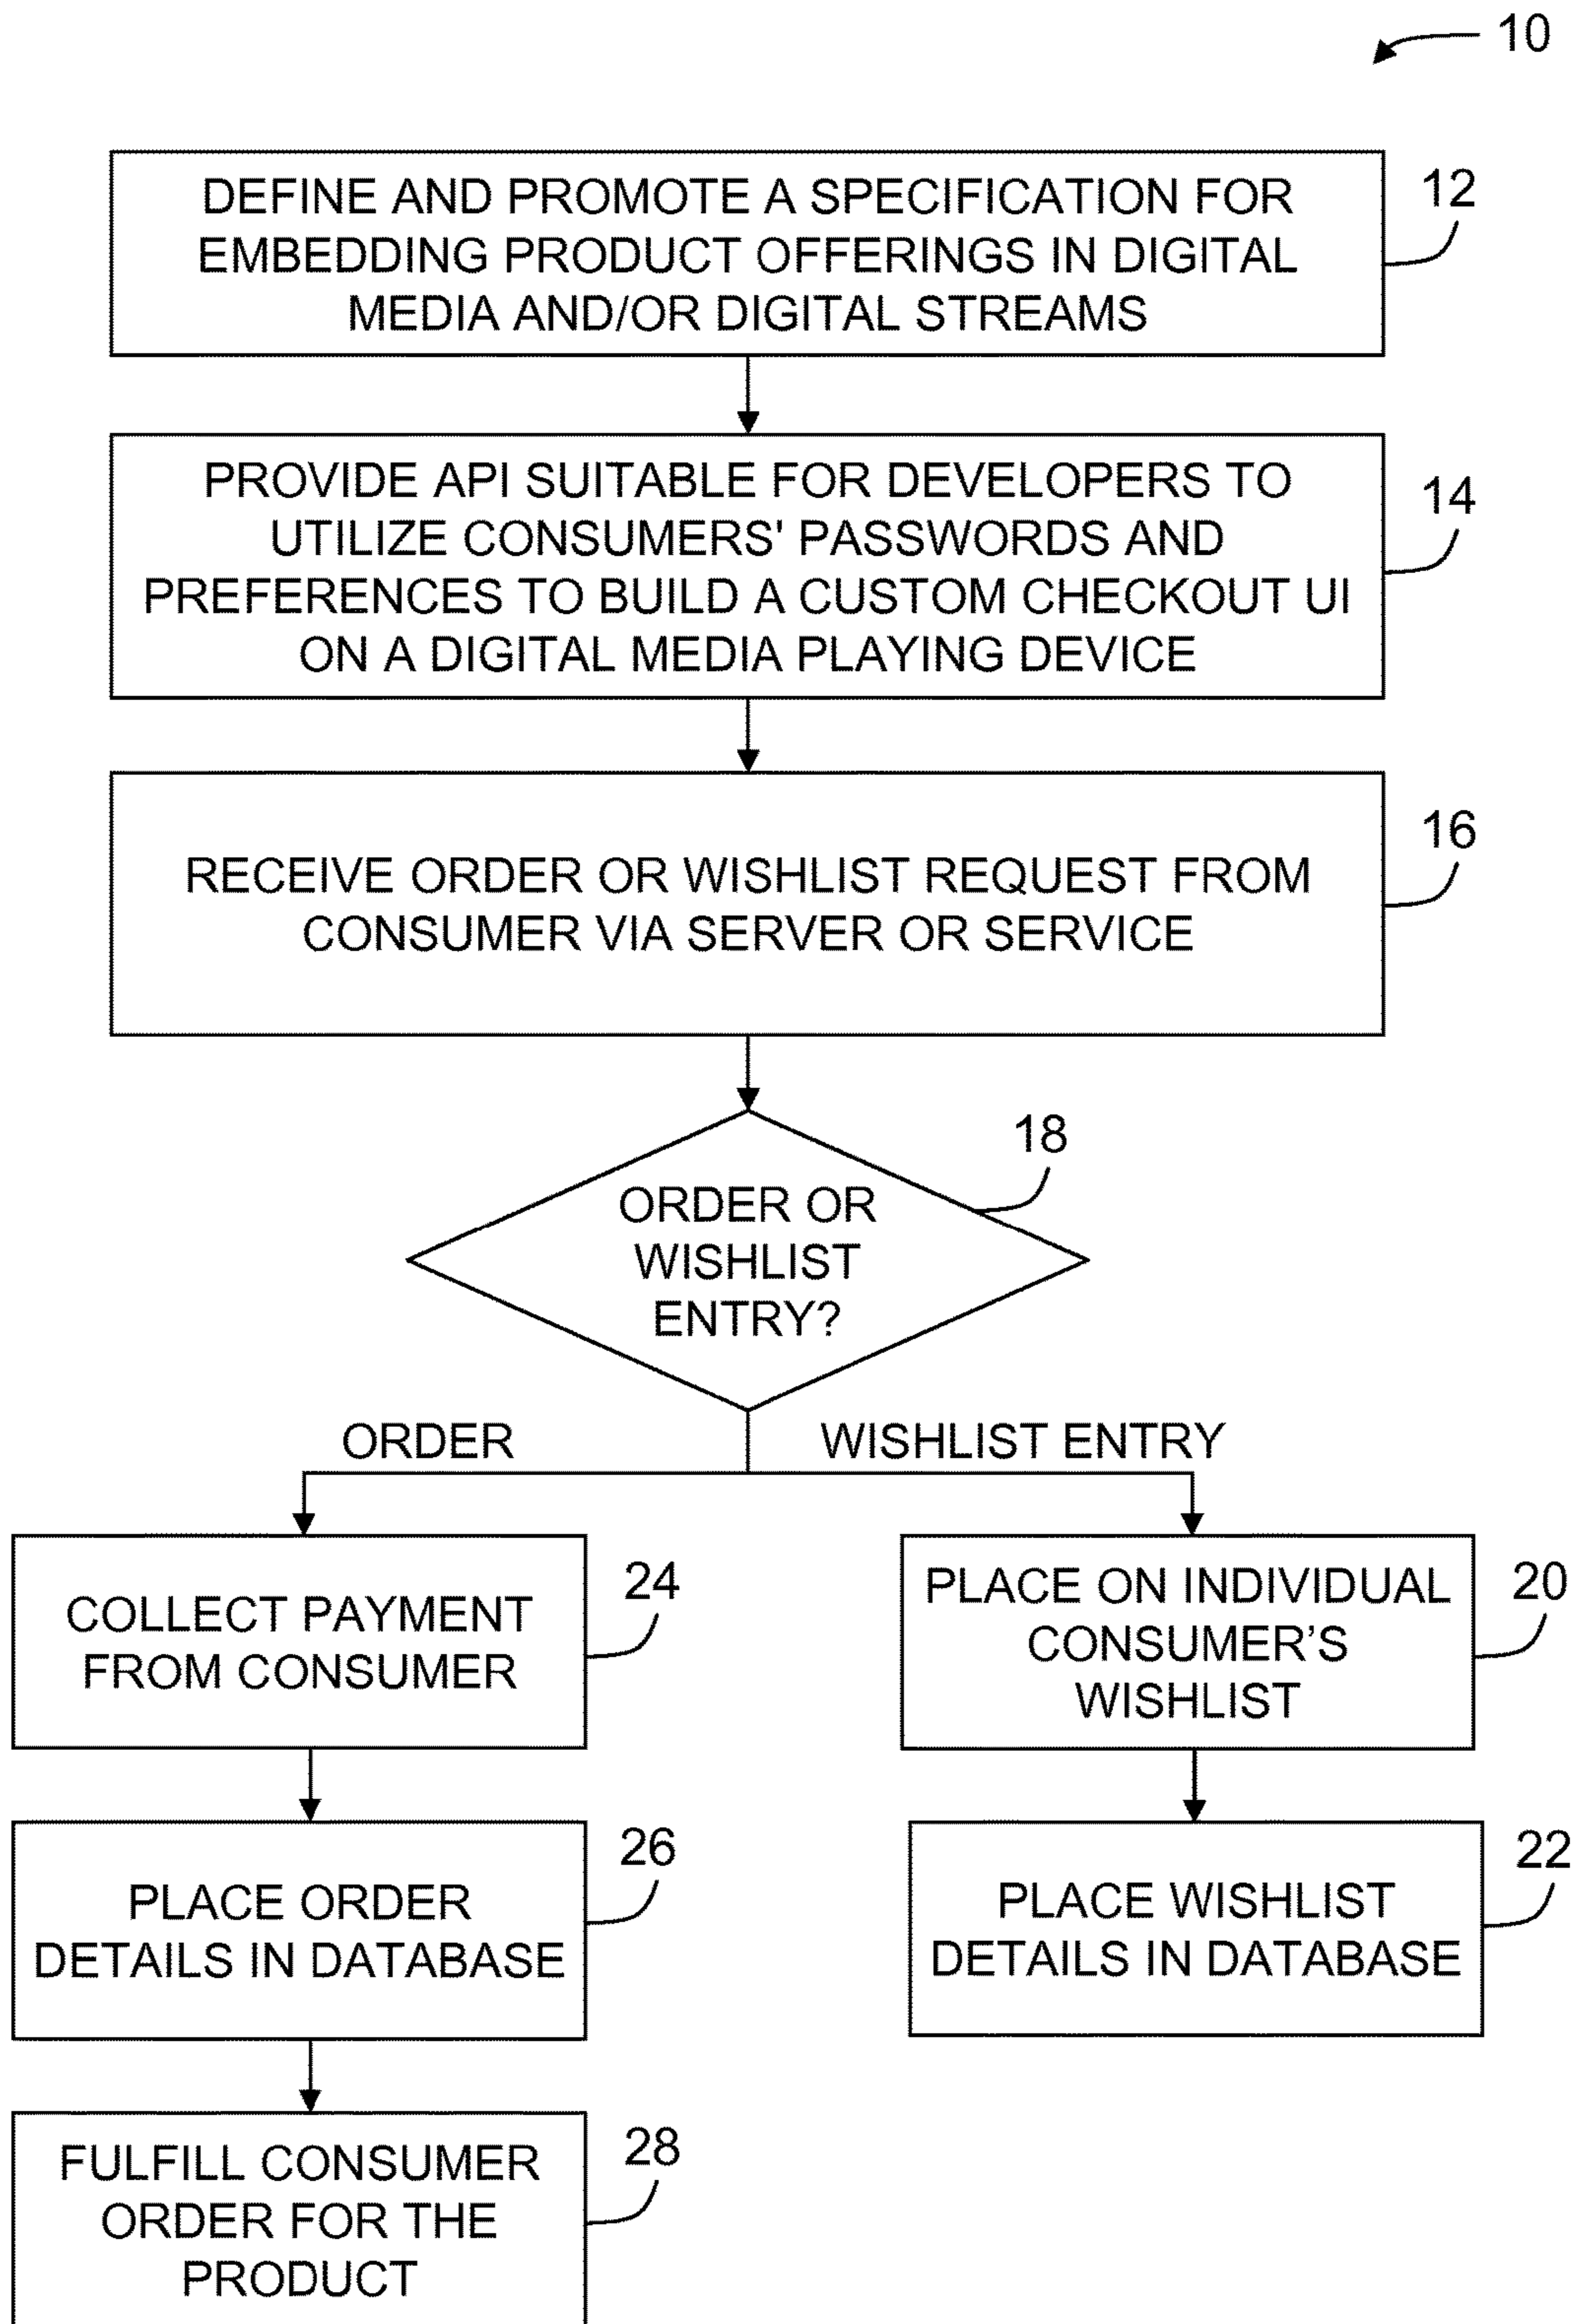 10
DEFINE AND PROMOTE A SPECIFICATION FOR
EMBEDDING PRODUCT OFFERINGS IN DIGITAL
MEDIA AND/OR DIGITAL STREAMS
12
PROVIDE API SUITABLE FOR DEVELOPERS TO
UTILIZE CONSUMERS' PASSWORDS AND
PREFERENCES TO BUILD A CUSTOM CHECKOUT UI
ON A DIGITAL MEDIA PLAYING DEVICE
14
RECEIVE ORDER OR WISHLIST REQUEST FROM
CONSUMER VIA SERVER OR SERVICE
16
ORDER OR
WISHLIST
ENTRY?
18
ORDER
WISHLIST ENTRY
COLLECT PAYMENT
FROM CONSUMER
24
PLACE ON INDIVIDUAL
CONSUMER’S
WISHLIST
20
PLACE ORDER
DETAILS IN DATABASE
26
PLACE WISHLIST
DETAILS IN DATABASE
22
FULFILL CONSUMER
ORDER FOR THE
PRODUCT
28